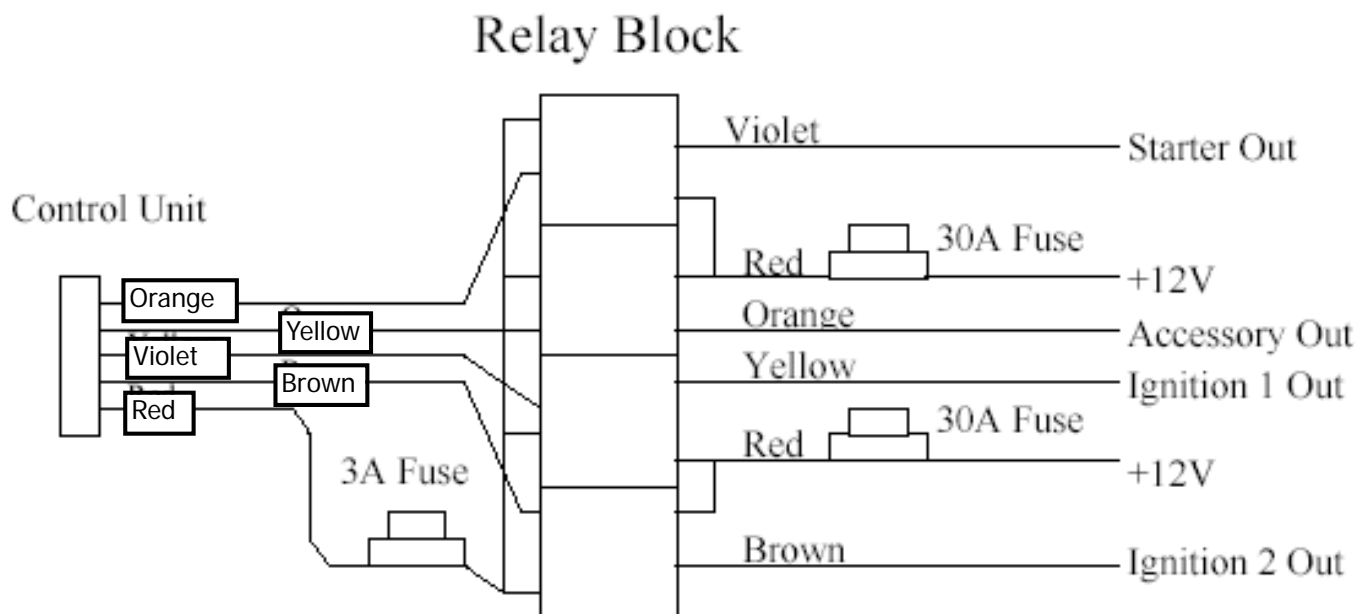 Relay Block
Violet
Starter Out
Control Unit
30A Fuse
Red
+12V
Orange
Orange
Accessory Out
Yellow
Violet
Yellow
Ignition 1 Out
Brown
Red
30A Fuse
Red
3A Fuse
+12V
Brown
Ignition 2 Out